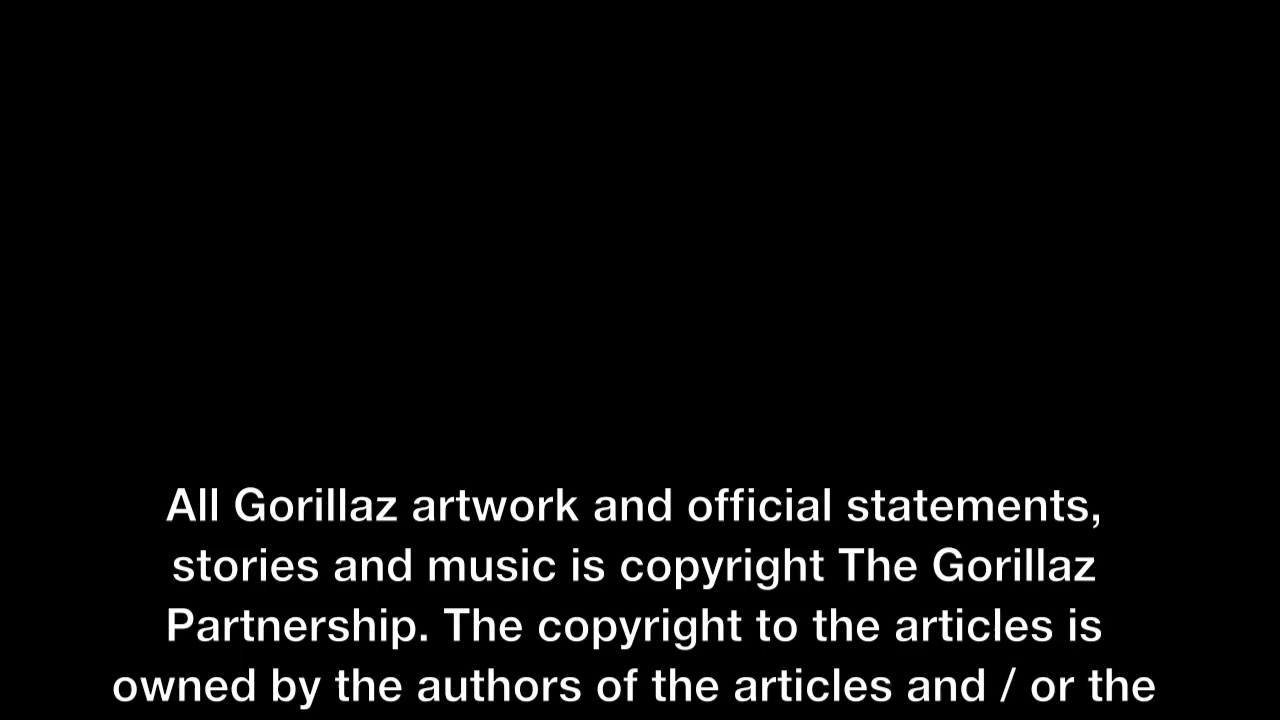 All Gorillaz artwork and official statements,
stories and music is copyright The Gorillaz
Partnership. The copyright to the articles is
owned by the authors of the articles and / or the